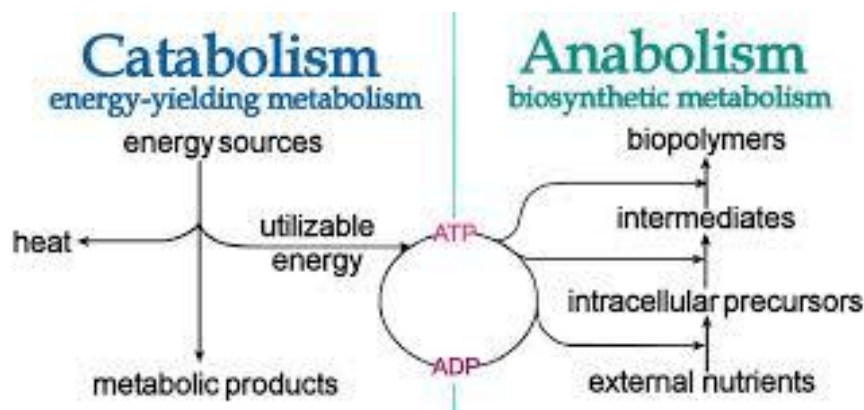 Catabolism
energy-yielding metabolism
energy sources
heat
utilizable
energy
metabolic products
ATP
ADP
Anabolism
biosynthetic metabolism
biopolymers
intermediates
intracellular precursors
external nutrients